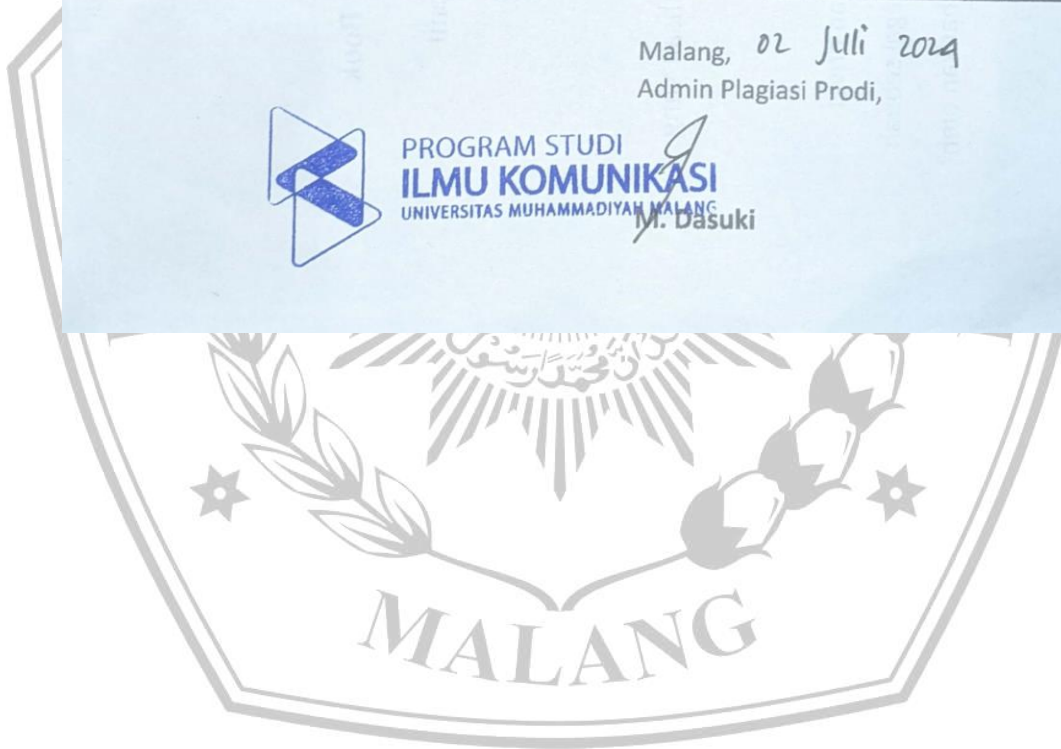 Malang, 02 Juli 2024
Admin Plagiasi Prodi,
PROGRAM STUDI
ILMU KOMUNIKASI
UNIVERSITAS MUHAMMADIYAH MALANG
M. Dasuki
MALANG